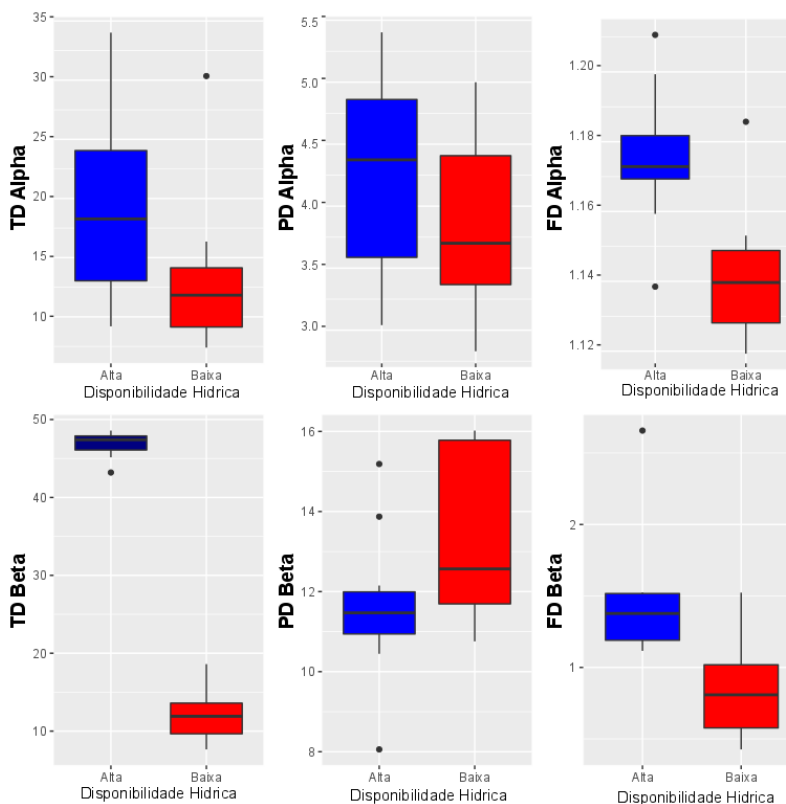 TD Alpha
35
30
25
20
15
10
Alta
Baixa
Disponibilidade Hidrica
PD Alpha
5.5
5.0
4.5
4.0
3.5
3.0
Alta
Baixa
Disponibilidade Hidrica
FD Alpha
1.20
1.18
1.16
1.14
1.12
Alta
Baixa
Disponibilidade Hidrica
TD Beta
50
40
30
20
10
Alta
Baixa
Disponibilidade Hidrica
PD Beta
16
14
12
10
8
Alta
Baixa
Disponibilidade Hidrica
FD Beta
2
1
Alta
Baixa
Disponibilidade Hidrica